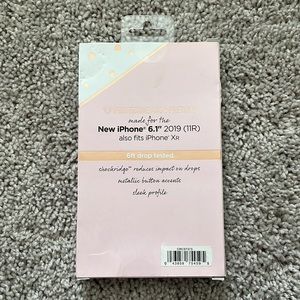 made for the
New iPhone® 6.1" 2019 (11R)
also fits iPhone® XR
6ft drop tested
shockridge™ reduces impact on drops
metallic button accents
sleek profile